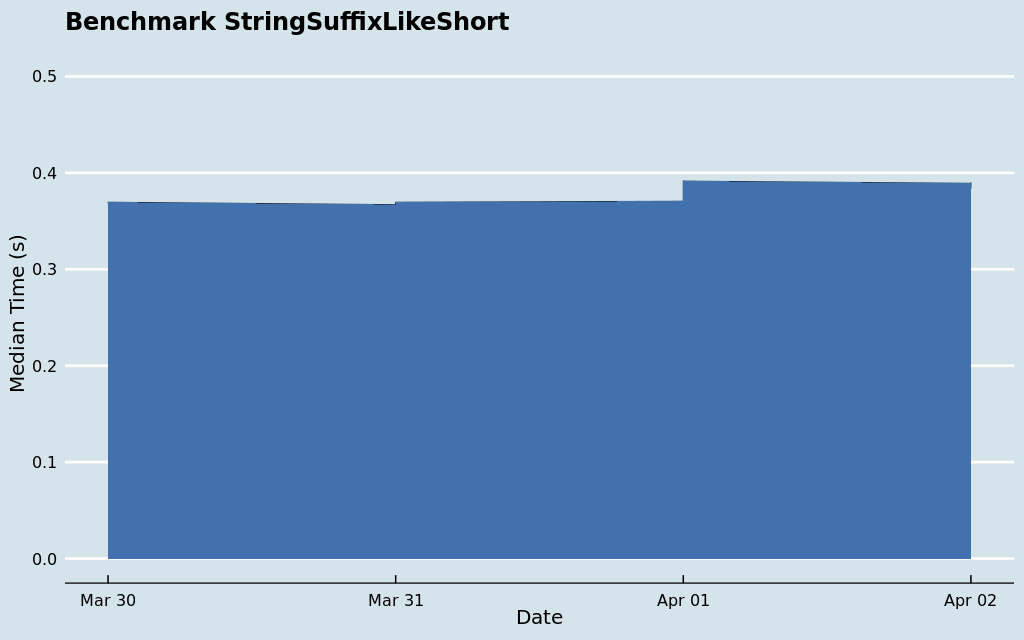 Benchmark StringSuffixLikeShort
0.5
0.4
0.3
0.2
0.1
0.0
Median Time (s)
Mar 30
Mar 31
Apr 01
Apr 02
Date